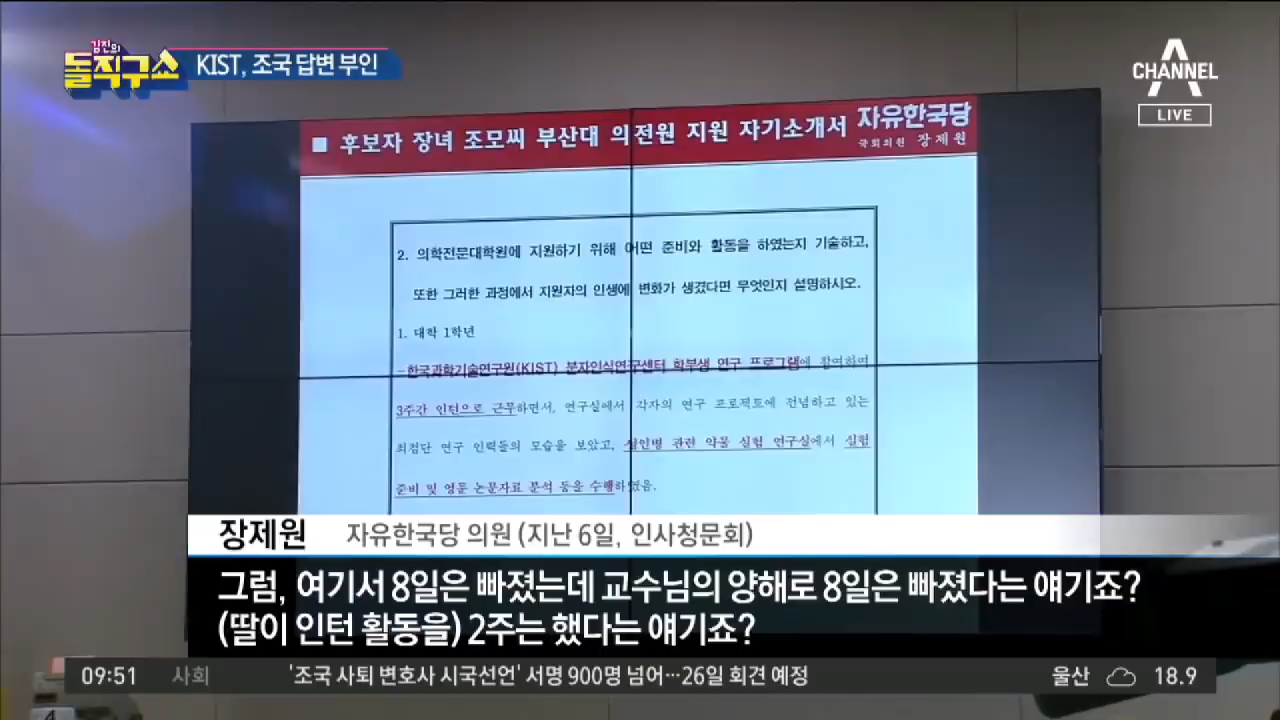 김진의
돌직구쇼
KIST, 조국 답변 부인
CHANNEL A
LIVE
■ 후보자 장녀 조모씨 부산대 의전원 지원 자기소개서
자유한국당
국회의원 장제원
2. 의학전문대학원에 지원하기 위해 어떤 준비와 활동을 하였는지 기술하고,
또한 그러한 과정에서 지원자의 인생에 변화가 생겼다면 무엇인지 설명하시오.
1. 대학 1학년
-한국과학기술연구원(KIST) 분자인식연구센터 학부생 연구 프로그램에 참여하여
3주간 인턴으로 근무하면서, 연구실에서 각자의 연구 프로젝트에 전념하고 있는
최첨단 연구 인력들의 모습을 보았고, 성인병 관련 약물 실험 연구실에서 실험
준비 및 영문 논문자료 분석 등을 수행하였음.
장제원 자유한국당 의원 (지난 6일, 인사청문회)
그럼, 여기서 8일은 빠졌는데 교수님의 양해로 8일은 빠졌다는 얘기죠?
(딸이 인턴 활동을) 2주는 했다는 얘기죠?
09:51 사회 '조국 사퇴 변호사 시국선언' 서명 900명 넘어…26일 회견 예정 울산 18.9
4